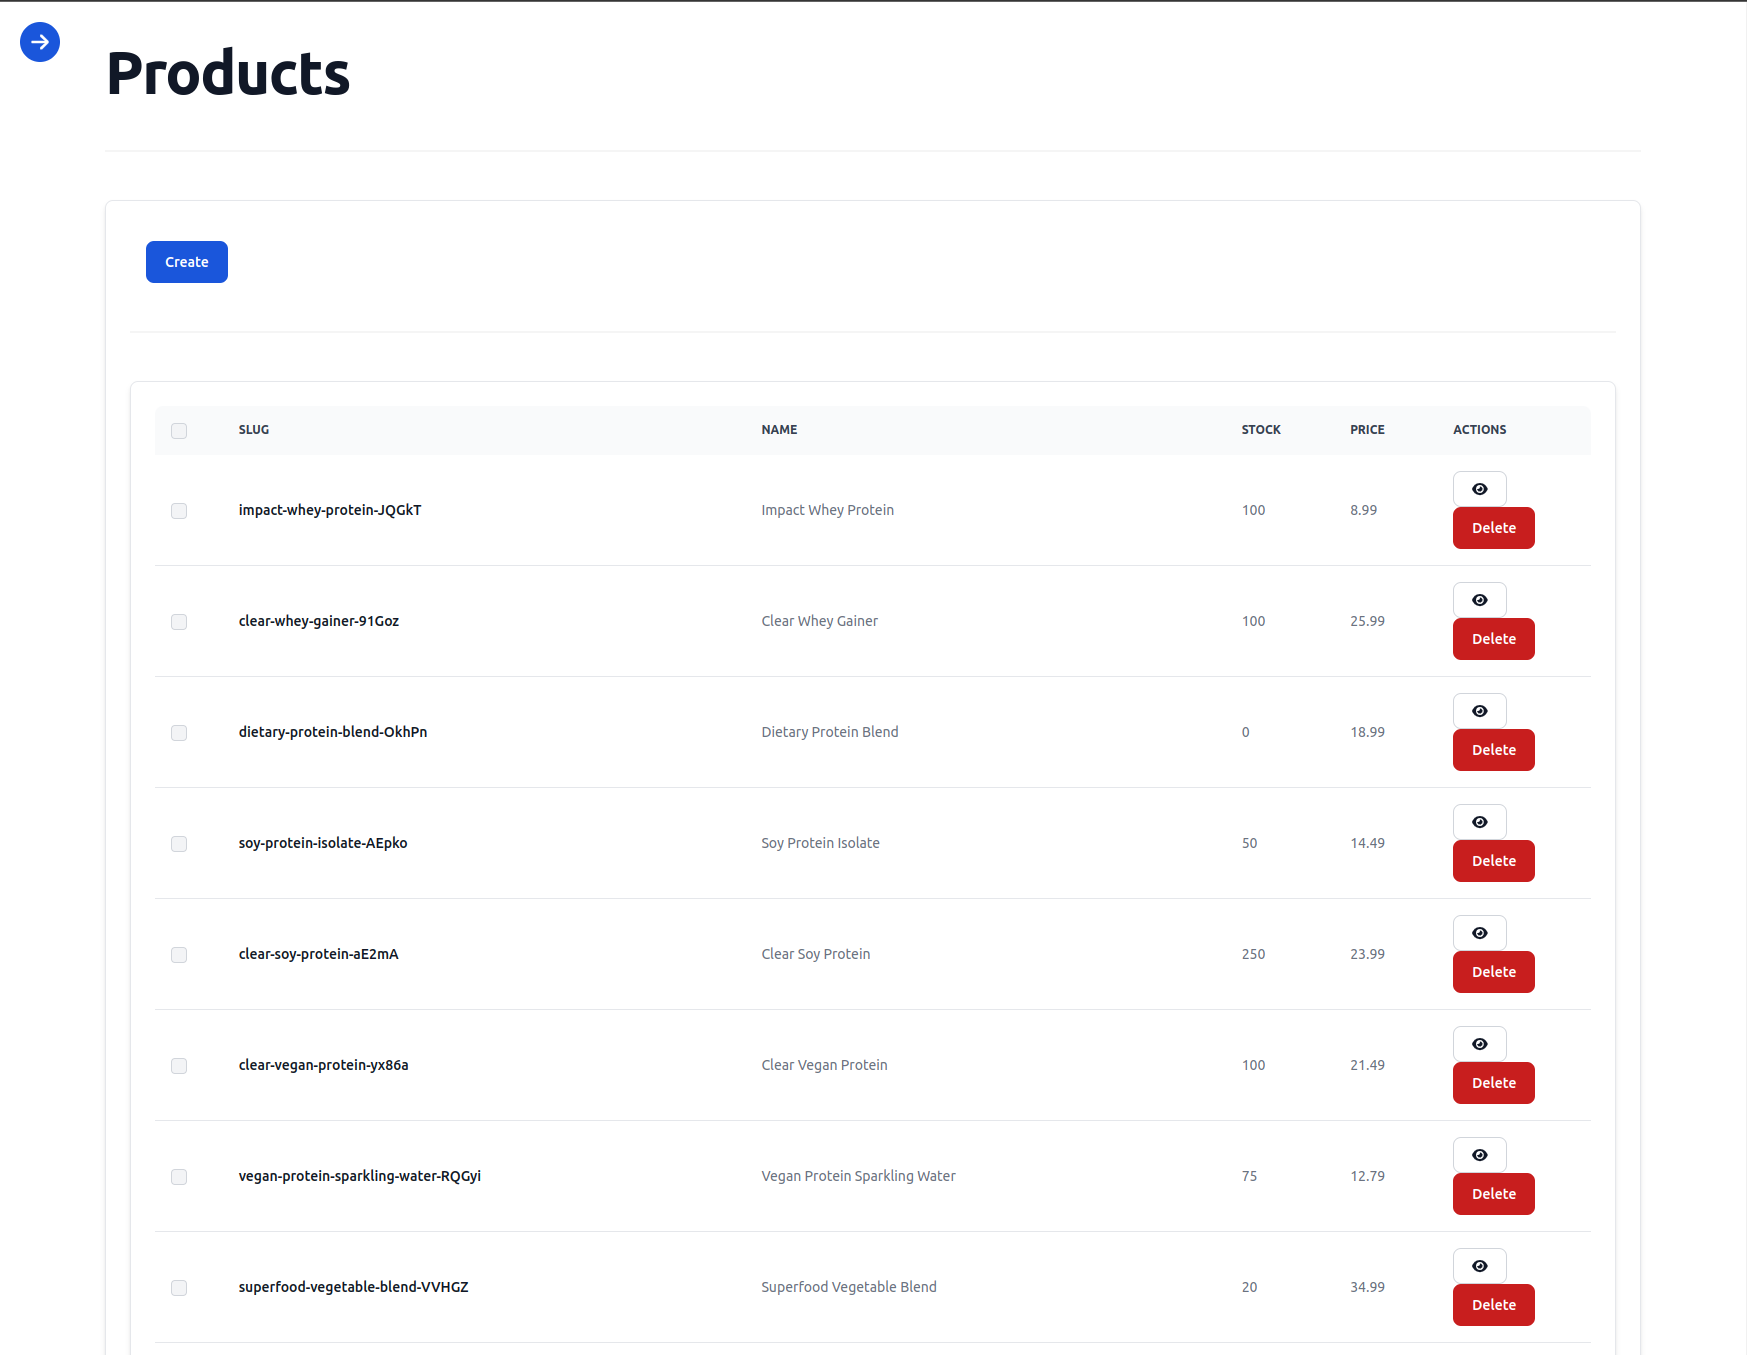 Products
Create
SLUG NAME STOCK PRICE ACTIONS
impact-whey-protein-JQGkT Impact Whey Protein 100 8.99
Delete
clear-whey-gainer-91Goz Clear Whey Gainer 100 25.99
Delete
dietary-protein-blend-OkhPn Dietary Protein Blend 0 18.99
Delete
soy-protein-isolate-AEpko Soy Protein Isolate 50 14.49
Delete
clear-soy-protein-aE2mA Clear Soy Protein 250 23.99
Delete
clear-vegan-protein-yx86a Clear Vegan Protein 100 21.49
Delete
vegan-protein-sparkling-water-RQGyi Vegan Protein Sparkling Water 75 12.79
Delete
superfood-vegetable-blend-VVHGZ Superfood Vegetable Blend 20 34.99
Delete